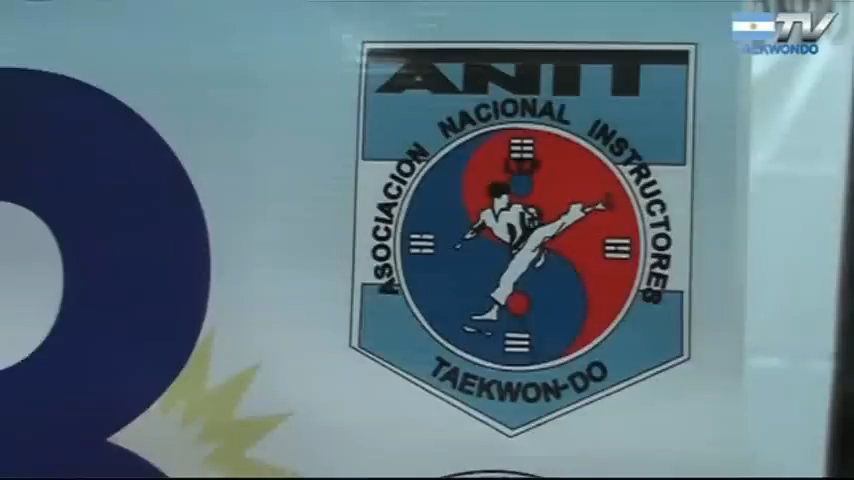 TV
TAEKWONDO
ANIT
ASOCIACION NACIONAL INSTRUCTORES
TAEKWON-DO